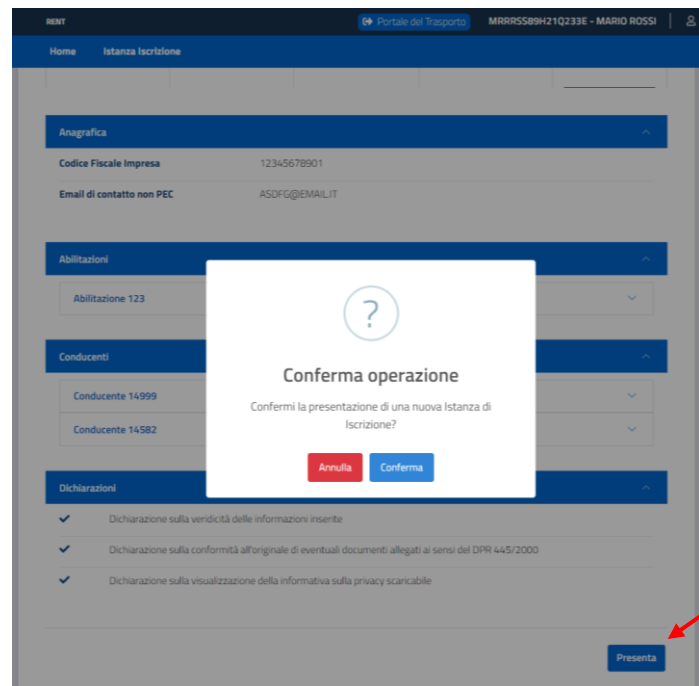 RENT
Portale del Trasporto
MRRRSS89H21Q233E - MARIO ROSSI
Home Istanza Iscrizione
Anagrafica
Codice Fiscale Impresa 12345678901
Email di contatto non PEC ASDFG@EMAIL.IT
Abilitazioni
Abilitazione 123
?
Conferma operazione
Confermi la presentazione di una nuova Istanza di
Iscrizione?
Annulla Conferma
Conducenti
Conducente 14999
Conducente 14582
Dichiarazioni
Dichiarazione sulla veridicità delle informazioni inserite
Dichiarazione sulla conformità all'originale di eventuali documenti allegati ai sensi del DPR 445/2000
Dichiarazione sulla visualizzazione della informativa sulla privacy scaricabile
Presenta